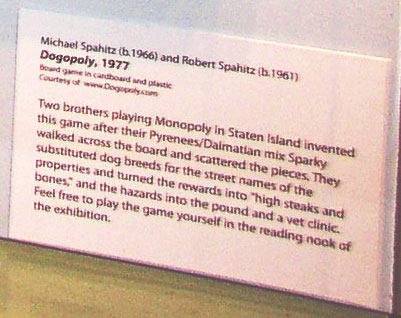 Michael Spahitz (b.1966) and Robert Spahitz (b.1961)
Dogopoly, 1977
Board game in cardboard and plastic
Courtesy of www.Dogopoly.com
Two brothers playing Monopoly in Staten Island invented
this game after their Pyrenees/Dalmatian mix Sparky
walked across the board and scattered the pieces. They
substituted dog breeds for the street names of the
properties and turned the rewards into "high steaks and
bones," and the hazards into the pound and a vet clinic.
Feel free to play the game yourself in the reading nook of
the exhibition.